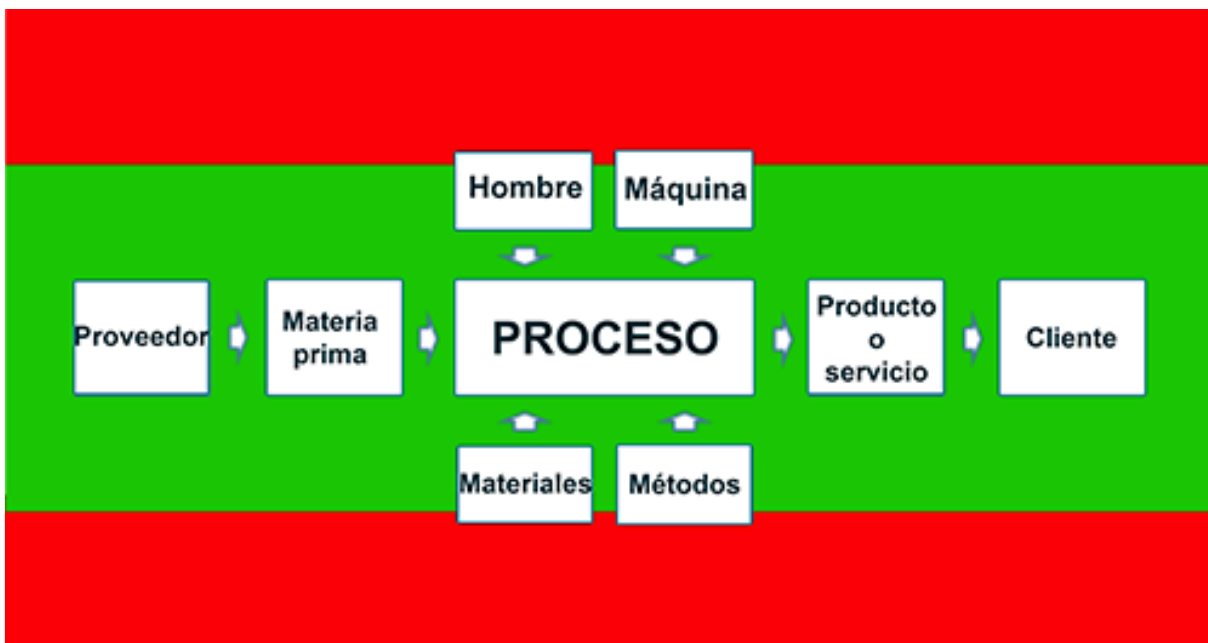 Hombre
Máquina
Proveedor
Materia
prima
PROCESO
Producto
o
servicio
Cliente
Materiales
Métodos